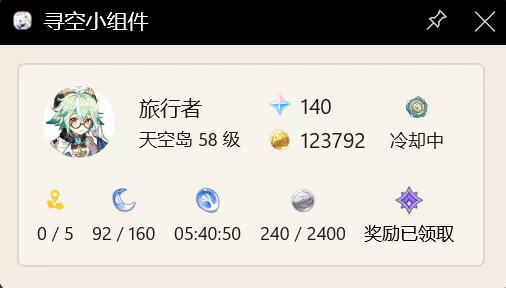 寻空小组件
旅行者
140
天空岛 58 级
123792
冷却中
0 / 5
92 / 160
05:40:50
240 / 2400
奖励已领取